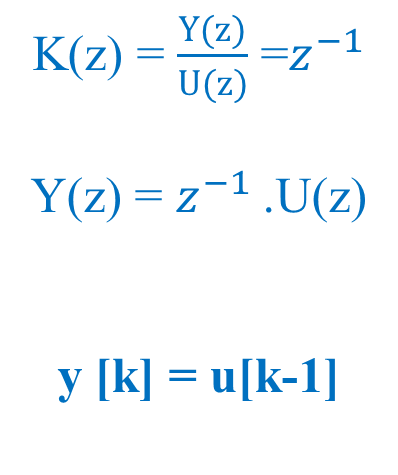 K(z) = Y(z)/U(z) =z⁻¹
Y(z) = z⁻¹ .U(z)
y [k] = u[k-1]